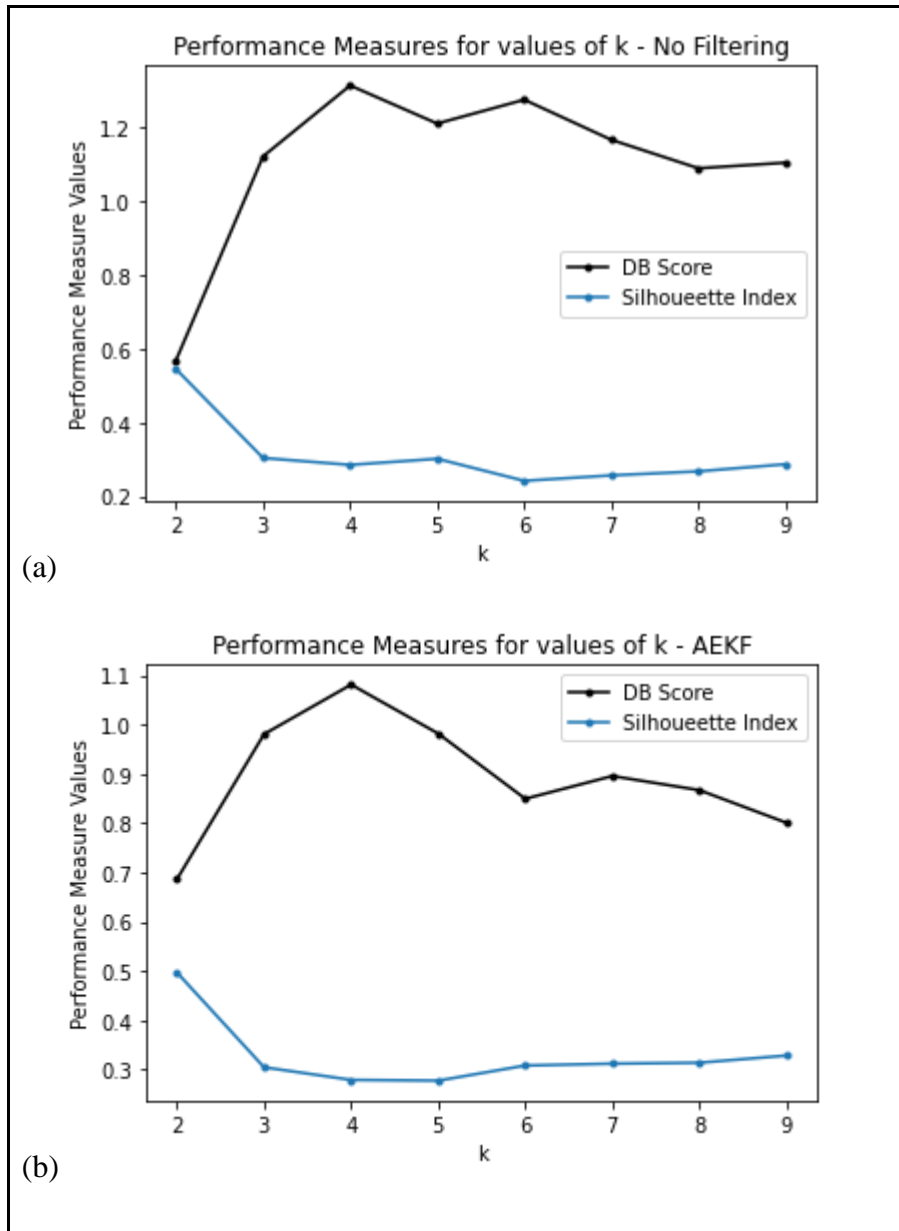 Performance Measures for values of k - No Filtering
Performance Measure Values
1.2
1.0
0.8
0.6
0.4
0.2
DB Score
Silhoueette Index
2 3 4 5 6 7 8 9
k
(a)
Performance Measures for values of k - AEKF
Performance Measure Values
1.1
1.0
0.9
0.8
0.7
0.6
0.5
0.4
0.3
DB Score
Silhoueette Index
2 3 4 5 6 7 8 9
k
(b)